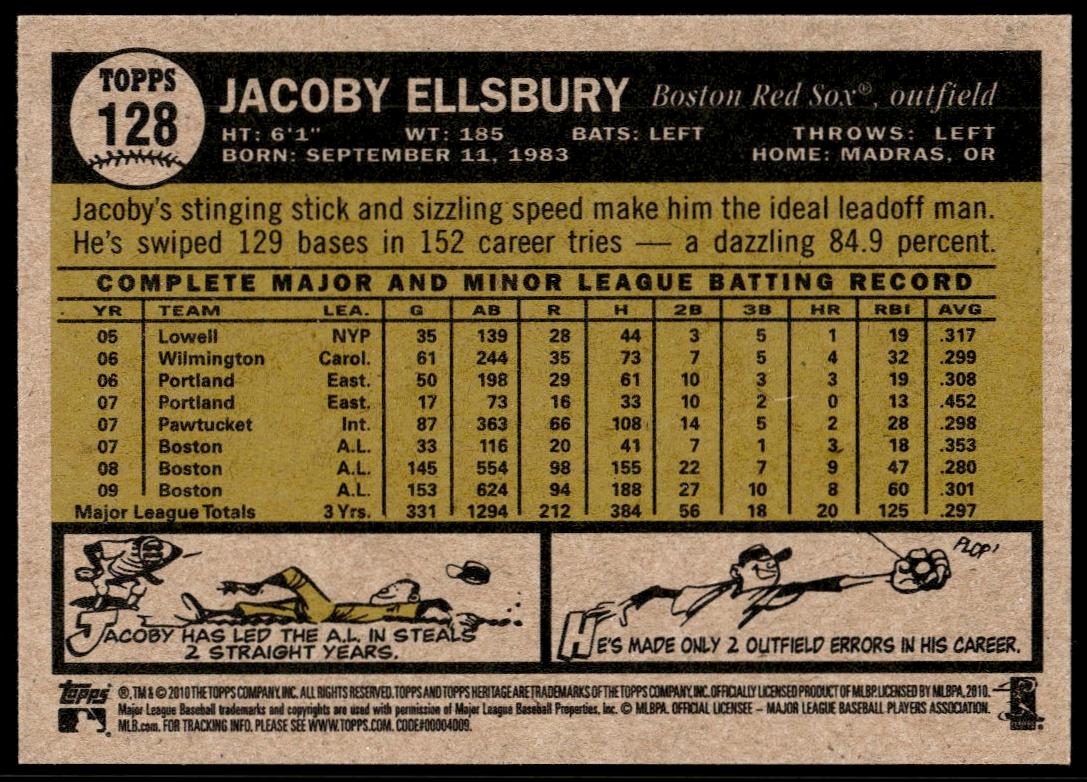 TOPPS
128
JACOBY ELLSBURY Boston Red Sox®, outfield
HT: 6'1" WT: 185 BATS: LEFT THROWS: LEFT
BORN: SEPTEMBER 11, 1983 HOME: MADRAS, OR
Jacoby's stinging stick and sizzling speed make him the ideal leadoff man.
He's swiped 129 bases in 152 career tries — a dazzling 84.9 percent.
COMPLETE MAJOR AND MINOR LEAGUE BATTING RECORD
YR TEAM LEA. G AB R H 2B 3B HR RBI AVG
05 Lowell NYP 35 139 28 44 3 5 1 19 .317
06 Wilmington Carol. 61 244 35 73 7 5 4 32 .299
06 Portland East. 50 198 29 61 10 3 3 19 .308
07 Portland East. 17 73 16 33 10 2 0 13 .452
07 Pawtucket Int. 87 363 66 108 14 5 2 28 .298
07 Boston A.L. 33 116 20 41 7 1 3 18 .353
08 Boston A.L. 145 554 98 155 22 7 9 47 .280
09 Boston A.L. 153 624 94 188 27 10 8 60 .301
Major League Totals 3 Yrs. 331 1294 212 384 56 18 20 125 .297
JACOBY HAS LED THE A.L. IN STEALS
2 STRAIGHT YEARS.
PLOP!
HE'S MADE ONLY 2 OUTFIELD ERRORS IN HIS CAREER.
Topps ®, TM & © 2010 THE TOPPS COMPANY, INC. ALL RIGHTS RESERVED. TOPPS AND TOPPS HERITAGE ARE TRADEMARKS OF THE TOPPS COMPANY, INC. OFFICIALLY LICENSED PRODUCT OF MLBP. LICENSED BY MLBPA, 2010.
Major League Baseball trademarks and copyrights are used with permission of Major League Baseball Properties, Inc. © MLBPA. OFFICIAL LICENSEE – MAJOR LEAGUE BASEBALL PLAYERS ASSOCIATION.
MLB.com. FOR TRACKING INFO. PLEASE SEE WWW.TOPPS.COM. CODE#00004009.